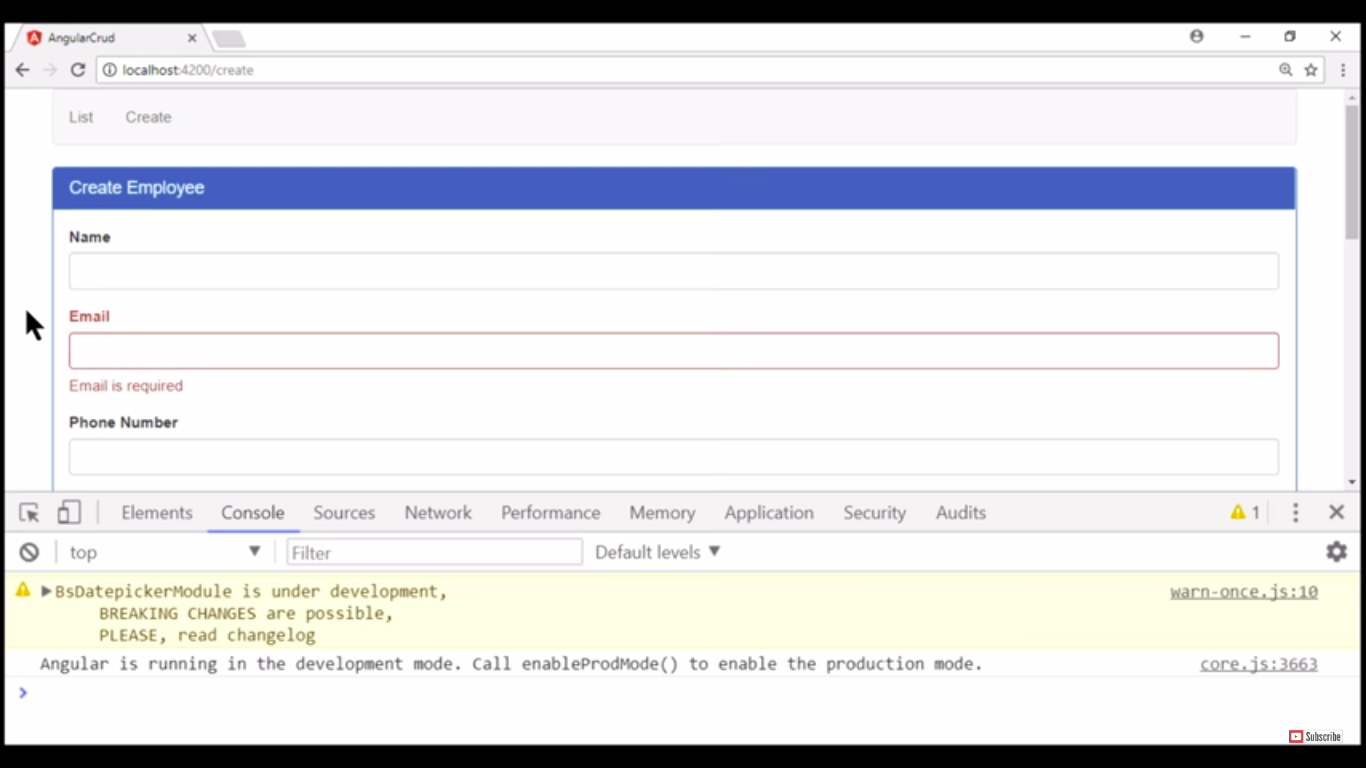 AngularCrud
localhost:4200/create
List Create
Create Employee
Name
Email
Email is required
Phone Number
Elements Console Sources Network Performance Memory Application Security Audits 1
top Filter Default levels
BsDatepickerModule is under development, warn-once.js:10
BREAKING CHANGES are possible,
PLEASE, read changelog
Angular is running in the development mode. Call enableProdMode() to enable the production mode. core.js:3663
Subscribe